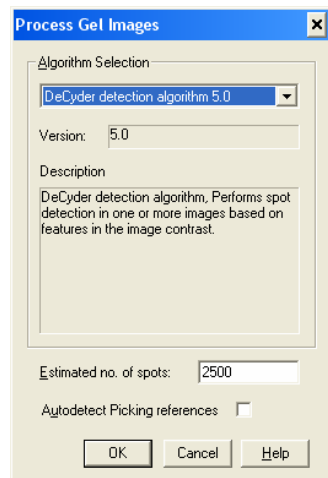 Process Gel Images
Algorithm Selection
DeCyder detection algorithm 5.0
Version: 5.0
Description
DeCyder detection algorithm, Performs spot
detection in one or more images based on
features in the image contrast.
Estimated no. of spots: 2500
Autodetect Picking references
OK Cancel Help